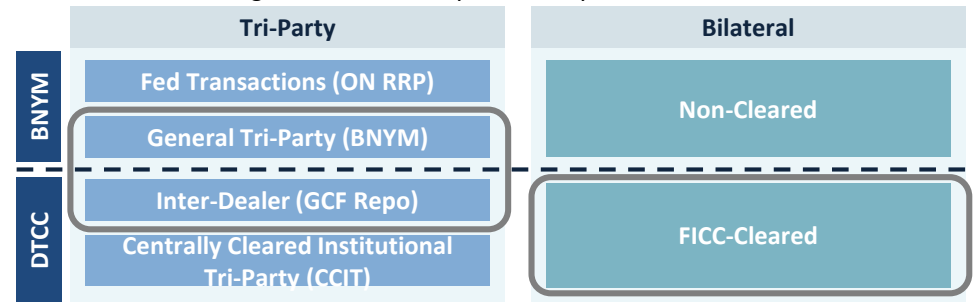 Tri-Party
Bilateral
BNYM
Fed Transactions (ON RRP)
General Tri-Party (BNYM)
Non-Cleared
DTCC
Inter-Dealer (GCF Repo)
Centrally Cleared Institutional
Tri-Party (CCIT)
FICC-Cleared